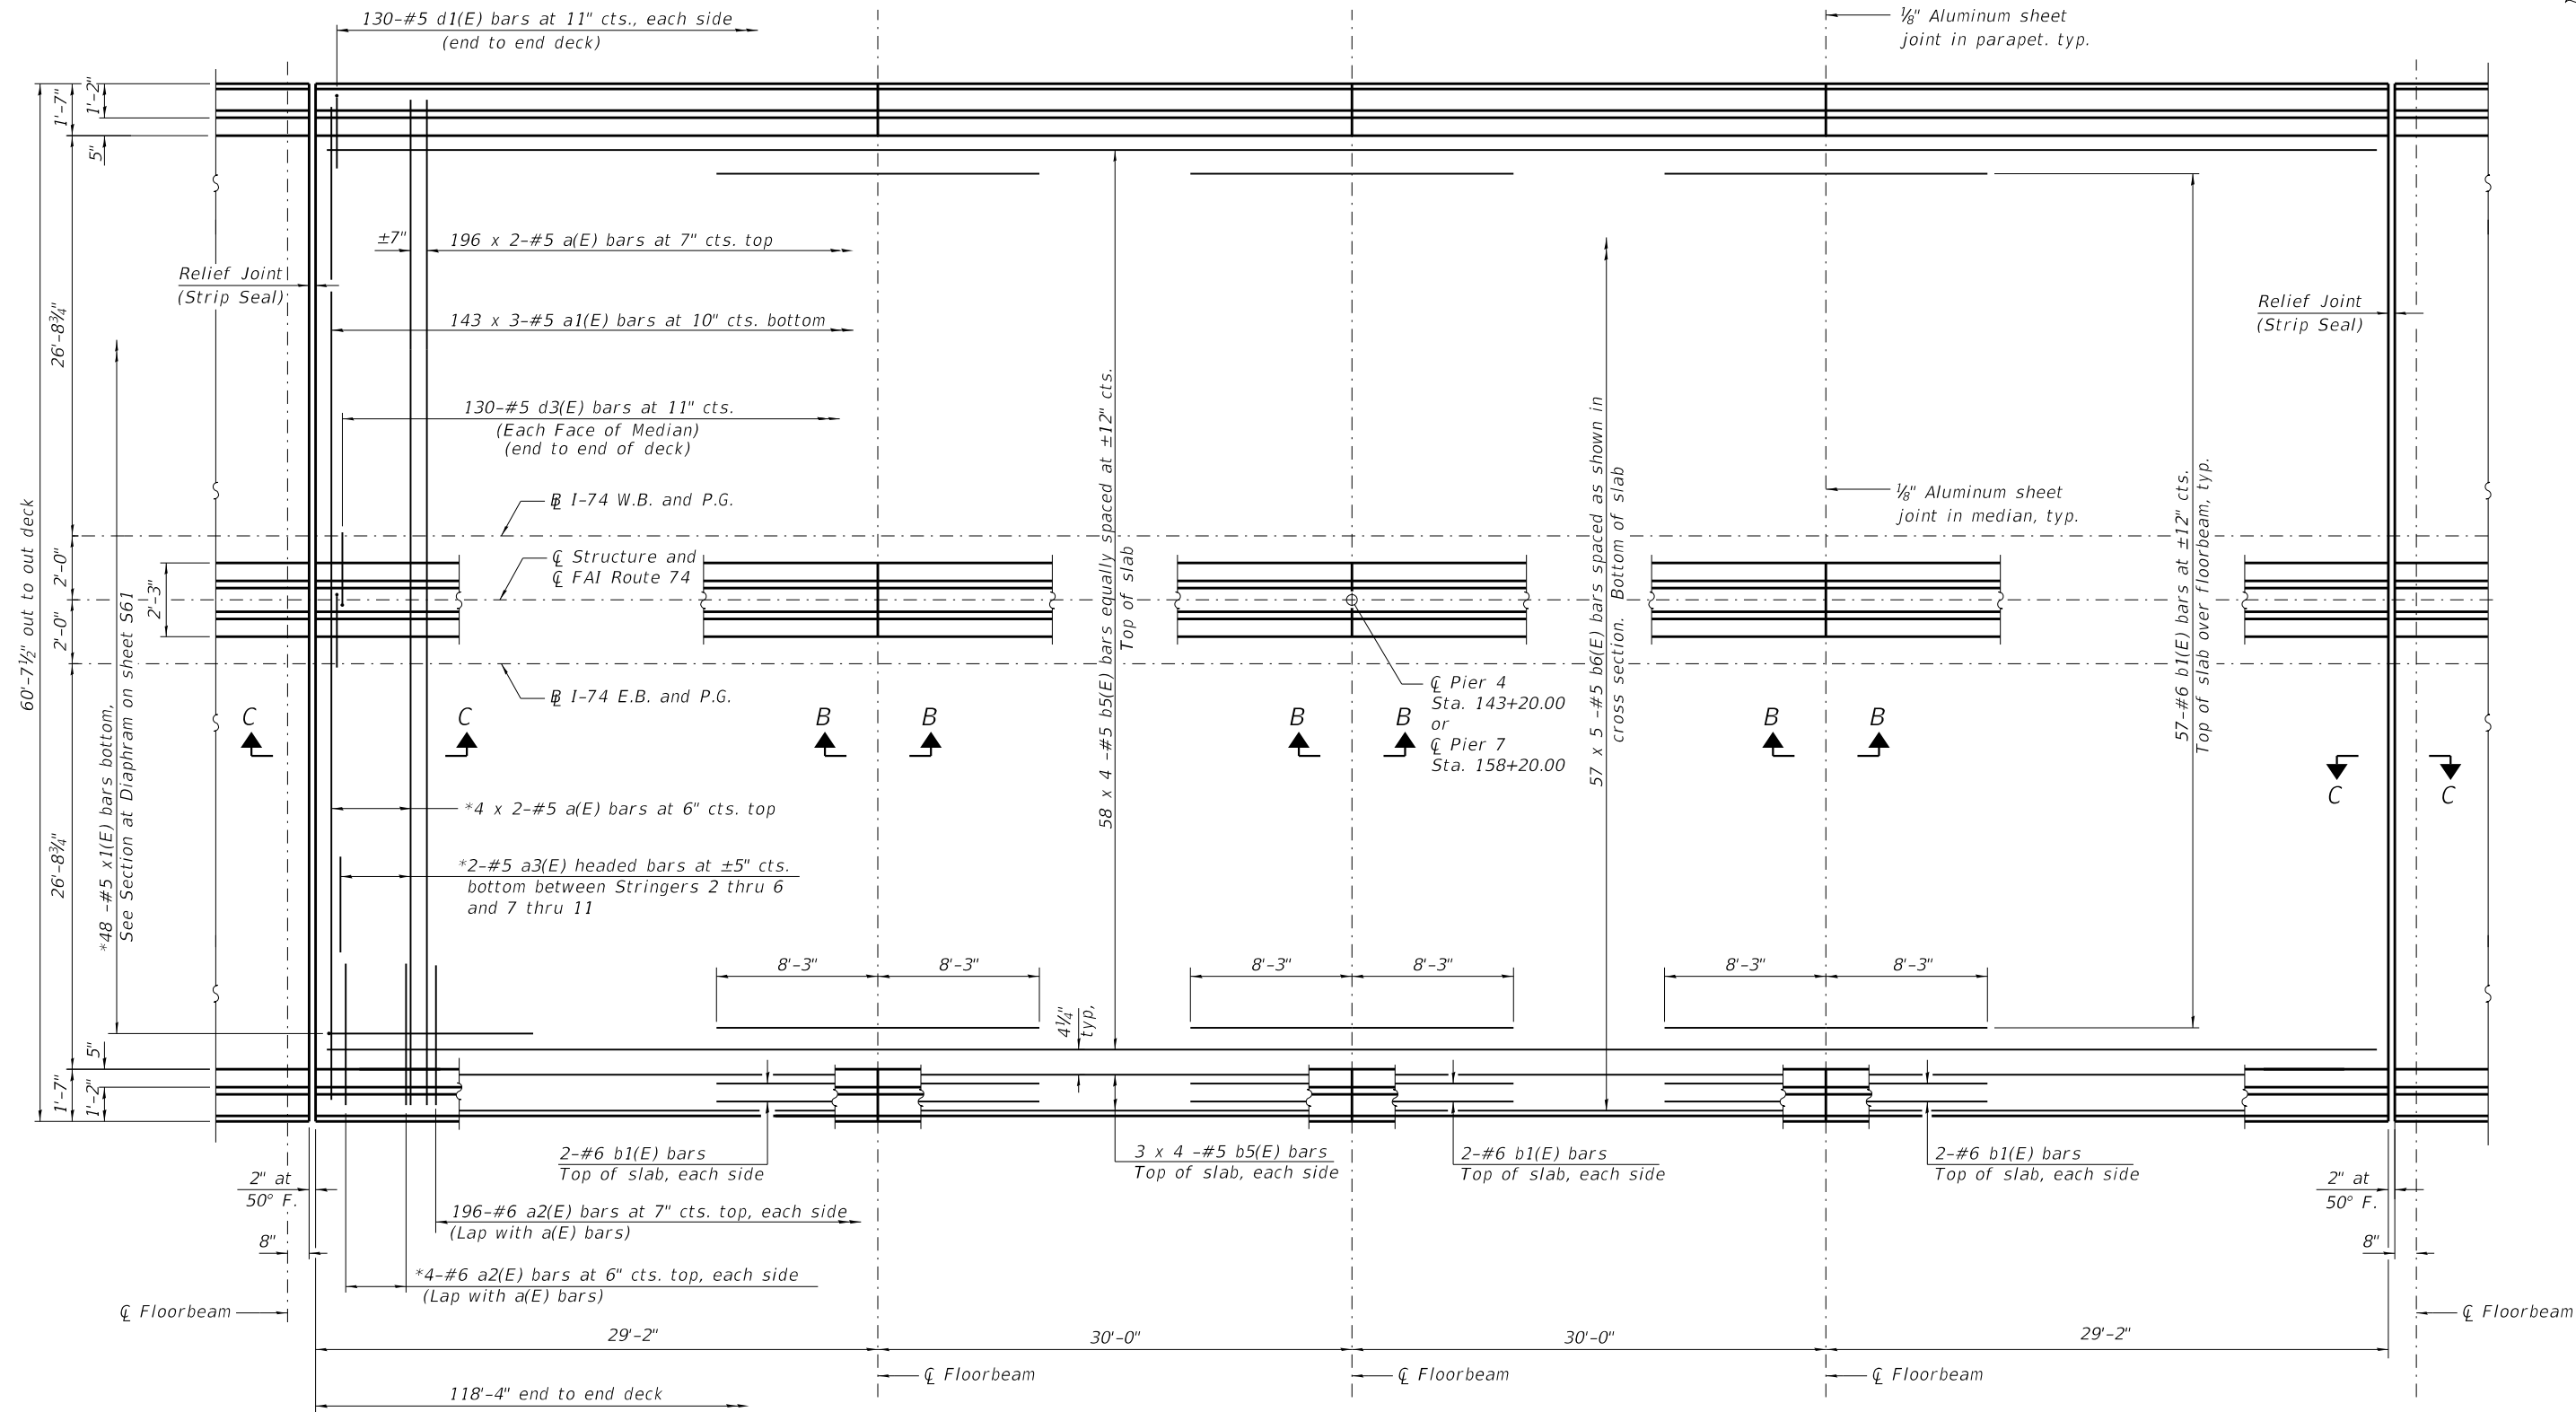 130-#5 d1(E) bars at 11" cts., each side
(end to end deck)
⅛" Aluminum sheet
joint in parapet. typ.
1'-7"
1'-2"
5"
±7"
196 x 2-#5 a(E) bars at 7" cts. top
Relief Joint
(Strip Seal)
Relief Joint
(Strip Seal)
143 x 3-#5 a1(E) bars at 10" cts. bottom
26'-8¾"
130-#5 d3(E) bars at 11" cts.
(Each Face of Median)
(end to end of deck)
℔ I-74 W.B. and P.G.
℄ Structure and
℄ FAI Route 74
⅛" Aluminum sheet
joint in median, typ.
60'-7½" out to out deck
2'-0"
2'-0"
2'-3"
℔ I-74 E.B. and P.G.
℄ Pier 4
Sta. 143+20.00
or
℄ Pier 7
Sta. 158+20.00
58 x 4 -#5 b5(E) bars equally spaced at ±12" cts.
Top of slab
57 x 5 -#5 b6(E) bars spaced as shown in
cross section. Bottom of slab
57-#6 b1(E) bars at ±12" cts.
Top of slab over floorbeam, typ.
C
C
B
B
B
B
B
B
C
C
*48 -#5 x1(E) bars bottom,
See Section at Diaphram on sheet S61
*4 x 2-#5 a(E) bars at 6" cts. top
26'-8¾"
*2-#5 a3(E) headed bars at ±5" cts.
bottom between Stringers 2 thru 6
and 7 thru 11
8'-3"
8'-3"
8'-3"
8'-3"
8'-3"
8'-3"
4¼"
typ,
5"
1'-7"
1'-2"
2-#6 b1(E) bars
Top of slab, each side
3 x 4 -#5 b5(E) bars
Top of slab, each side
2-#6 b1(E) bars
Top of slab, each side
2-#6 b1(E) bars
Top of slab, each side
2" at
50° F.
2" at
50° F.
196-#6 a2(E) bars at 7" cts. top, each side
(Lap with a(E) bars)
8"
8"
*4-#6 a2(E) bars at 6" cts. top, each side
(Lap with a(E) bars)
℄ Floorbeam
℄ Floorbeam
29'-2"
30'-0"
30'-0"
29'-2"
℄ Floorbeam
℄ Floorbeam
℄ Floorbeam
118'-4" end to end deck